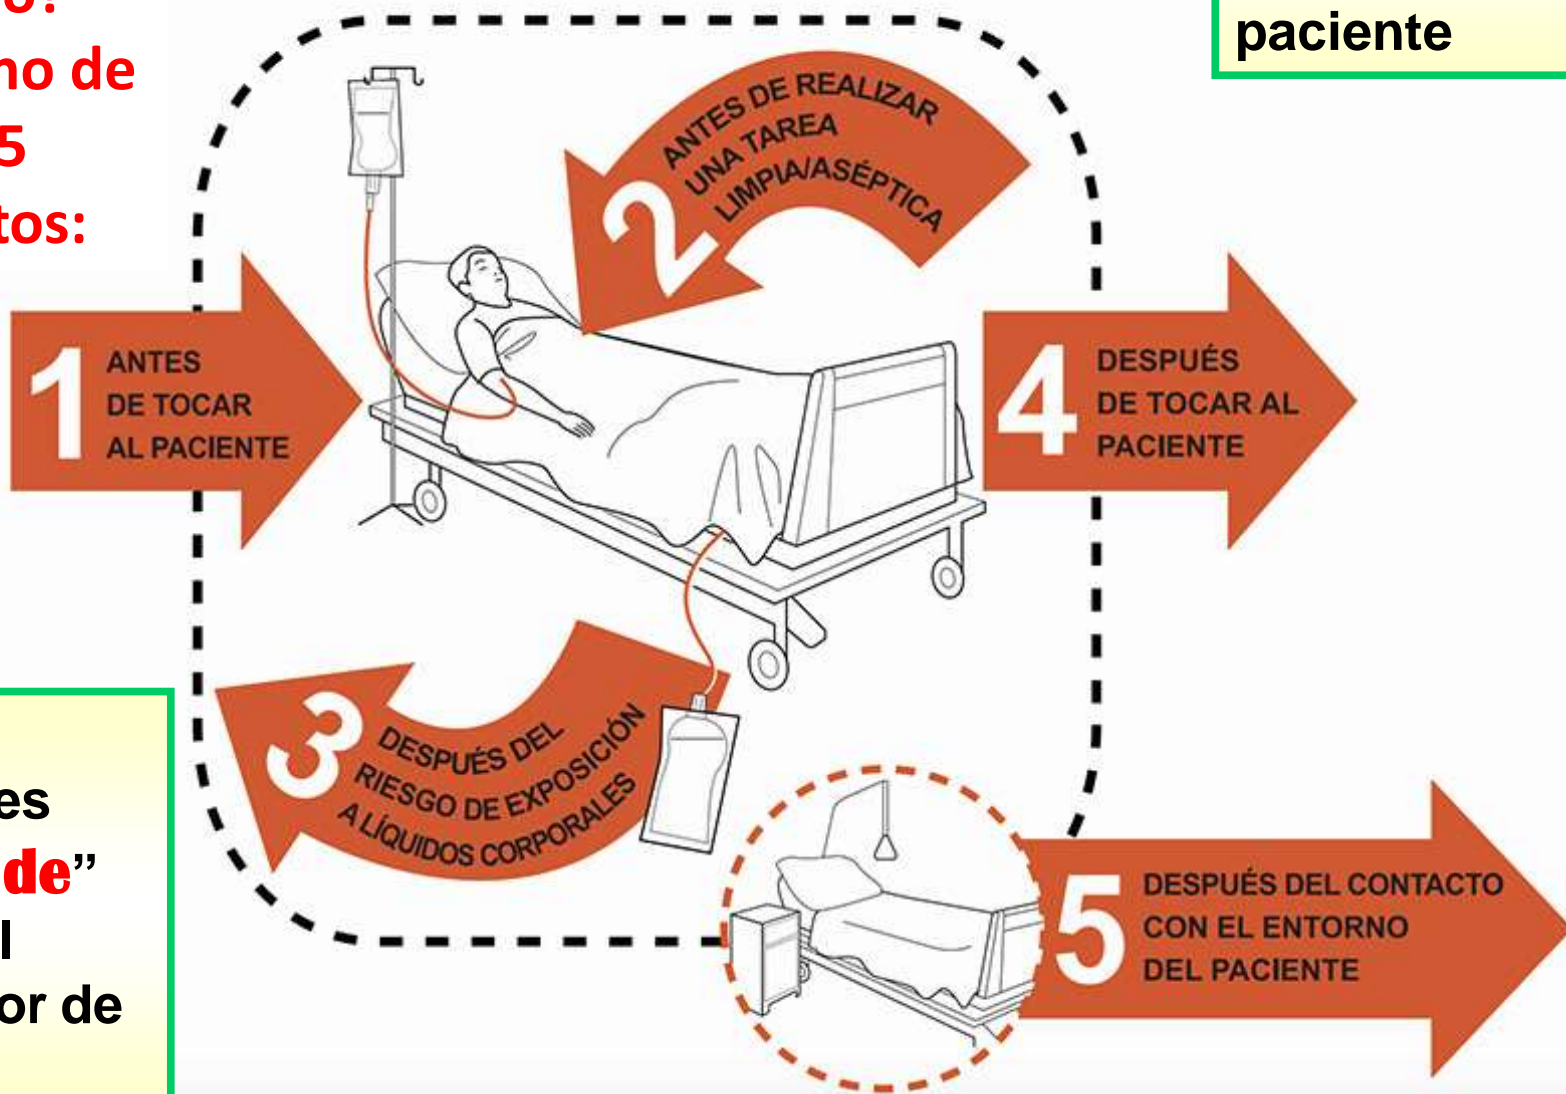 no de
5
tos:
paciente
1 ANTES
DE TOCAR
AL PACIENTE
2 ANTES DE REALIZAR
UNA TAREA
LIMPIA/ASÉPTICA
3 DESPUÉS DEL
RIESGO DE EXPOSICIÓN
A LÍQUIDOS CORPORALES
4 DESPUÉS
DE TOCAR AL
PACIENTE
5 DESPUÉS DEL CONTACTO
CON EL ENTORNO
DEL PACIENTE
es
de”
l
or de